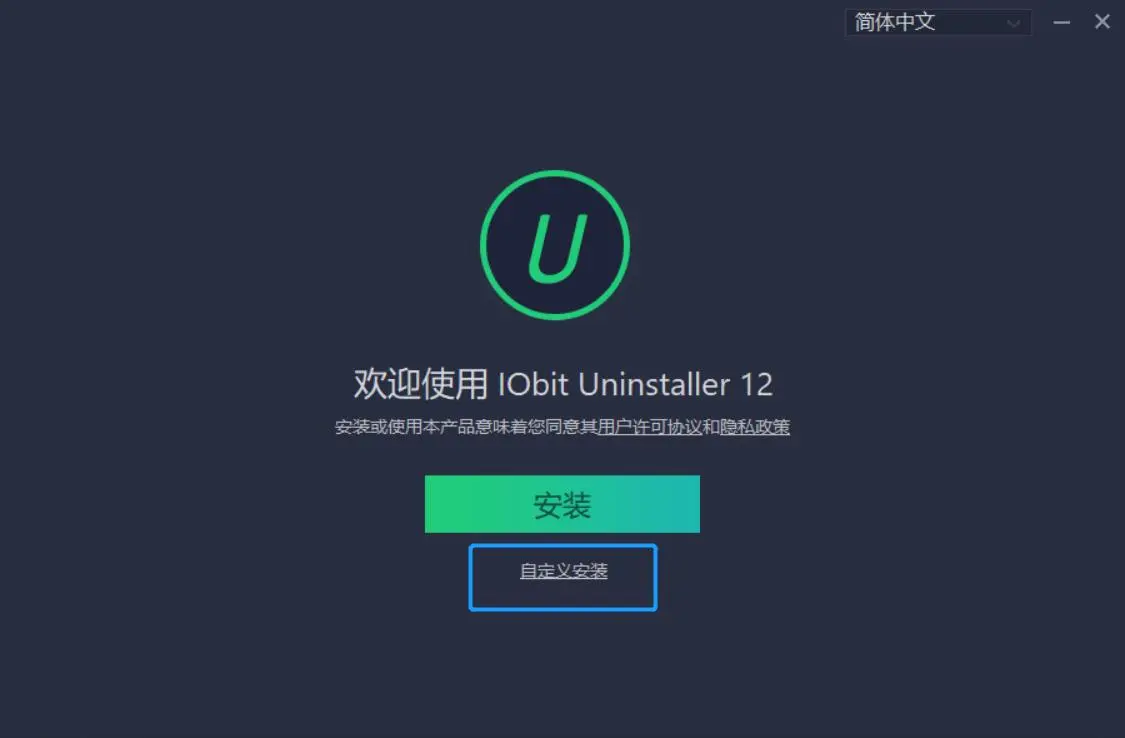 简体中文
U
欢迎使用 IObit Uninstaller 12
安装或使用本产品意味着您同意其用户许可协议和隐私政策
安装
自定义安装